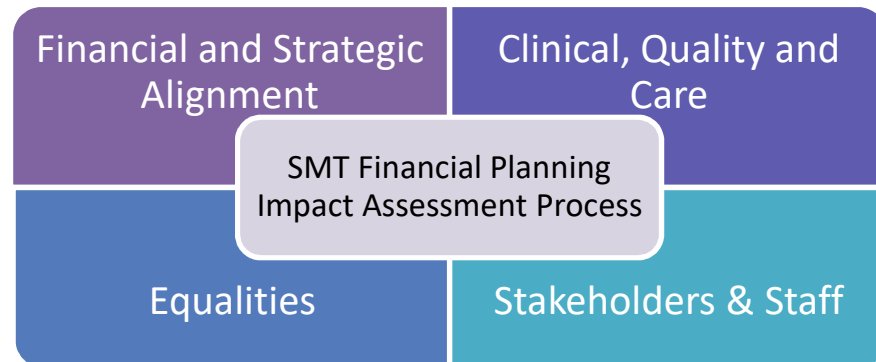 Financial and Strategic
Alignment
Clinical, Quality and
Care
SMT Financial Planning
Impact Assessment Process
Equalities
Stakeholders & Staff